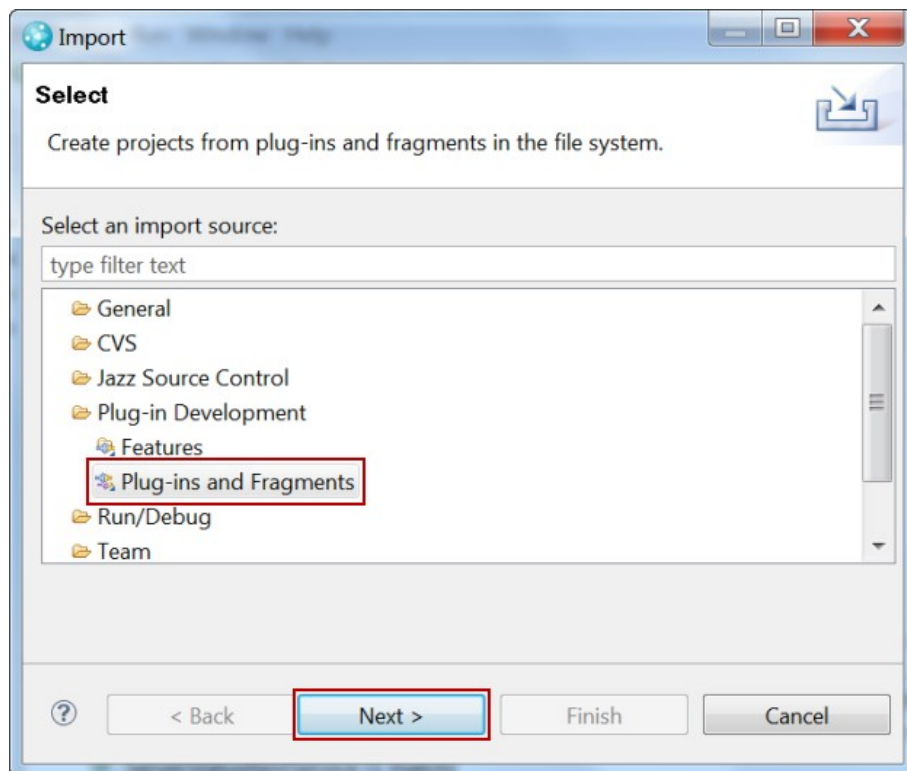 Import
Select
Create projects from plug-ins and fragments in the file system.
Select an import source:
type filter text
General
CVS
Jazz Source Control
Plug-in Development
Features
Plug-ins and Fragments
Run/Debug
Team
? < Back Next > Finish Cancel